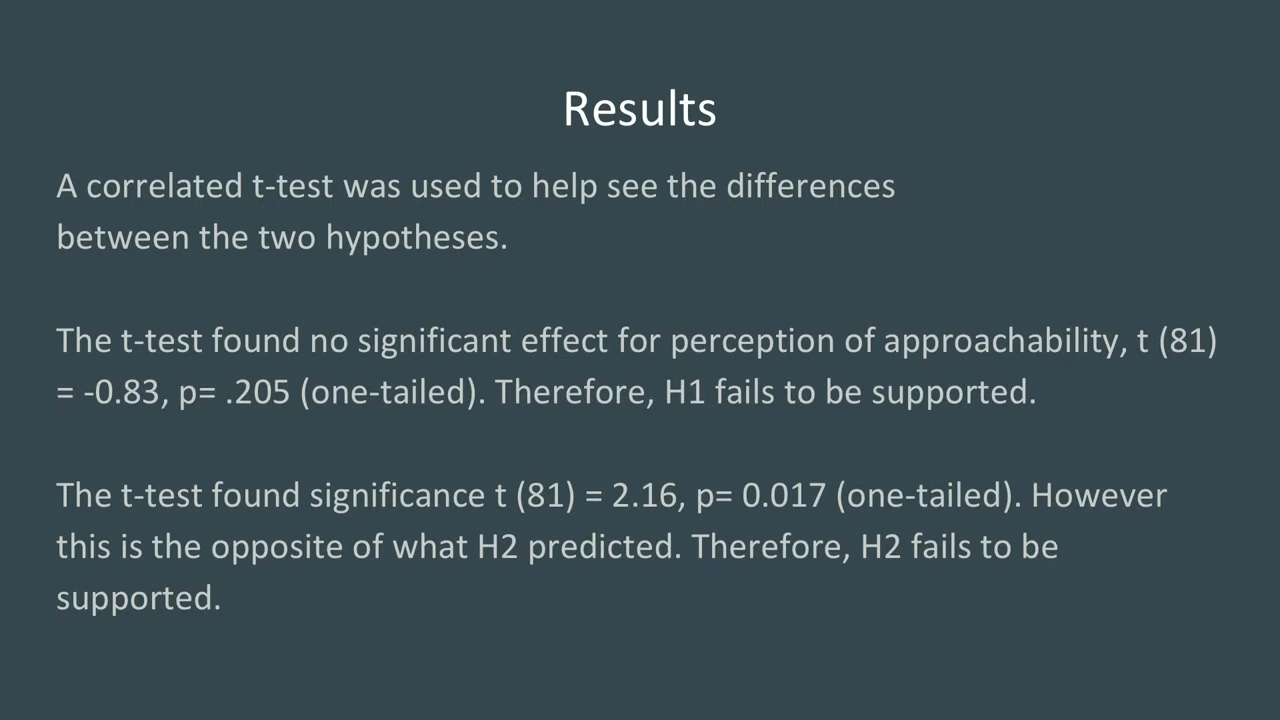 Results
A correlated t-test was used to help see the differences
between the two hypotheses.
The t-test found no significant effect for perception of approachability, t (81)
= -0.83, p= .205 (one-tailed). Therefore, H1 fails to be supported.
The t-test found significance t (81) = 2.16, p= 0.017 (one-tailed). However
this is the opposite of what H2 predicted. Therefore, H2 fails to be
supported.